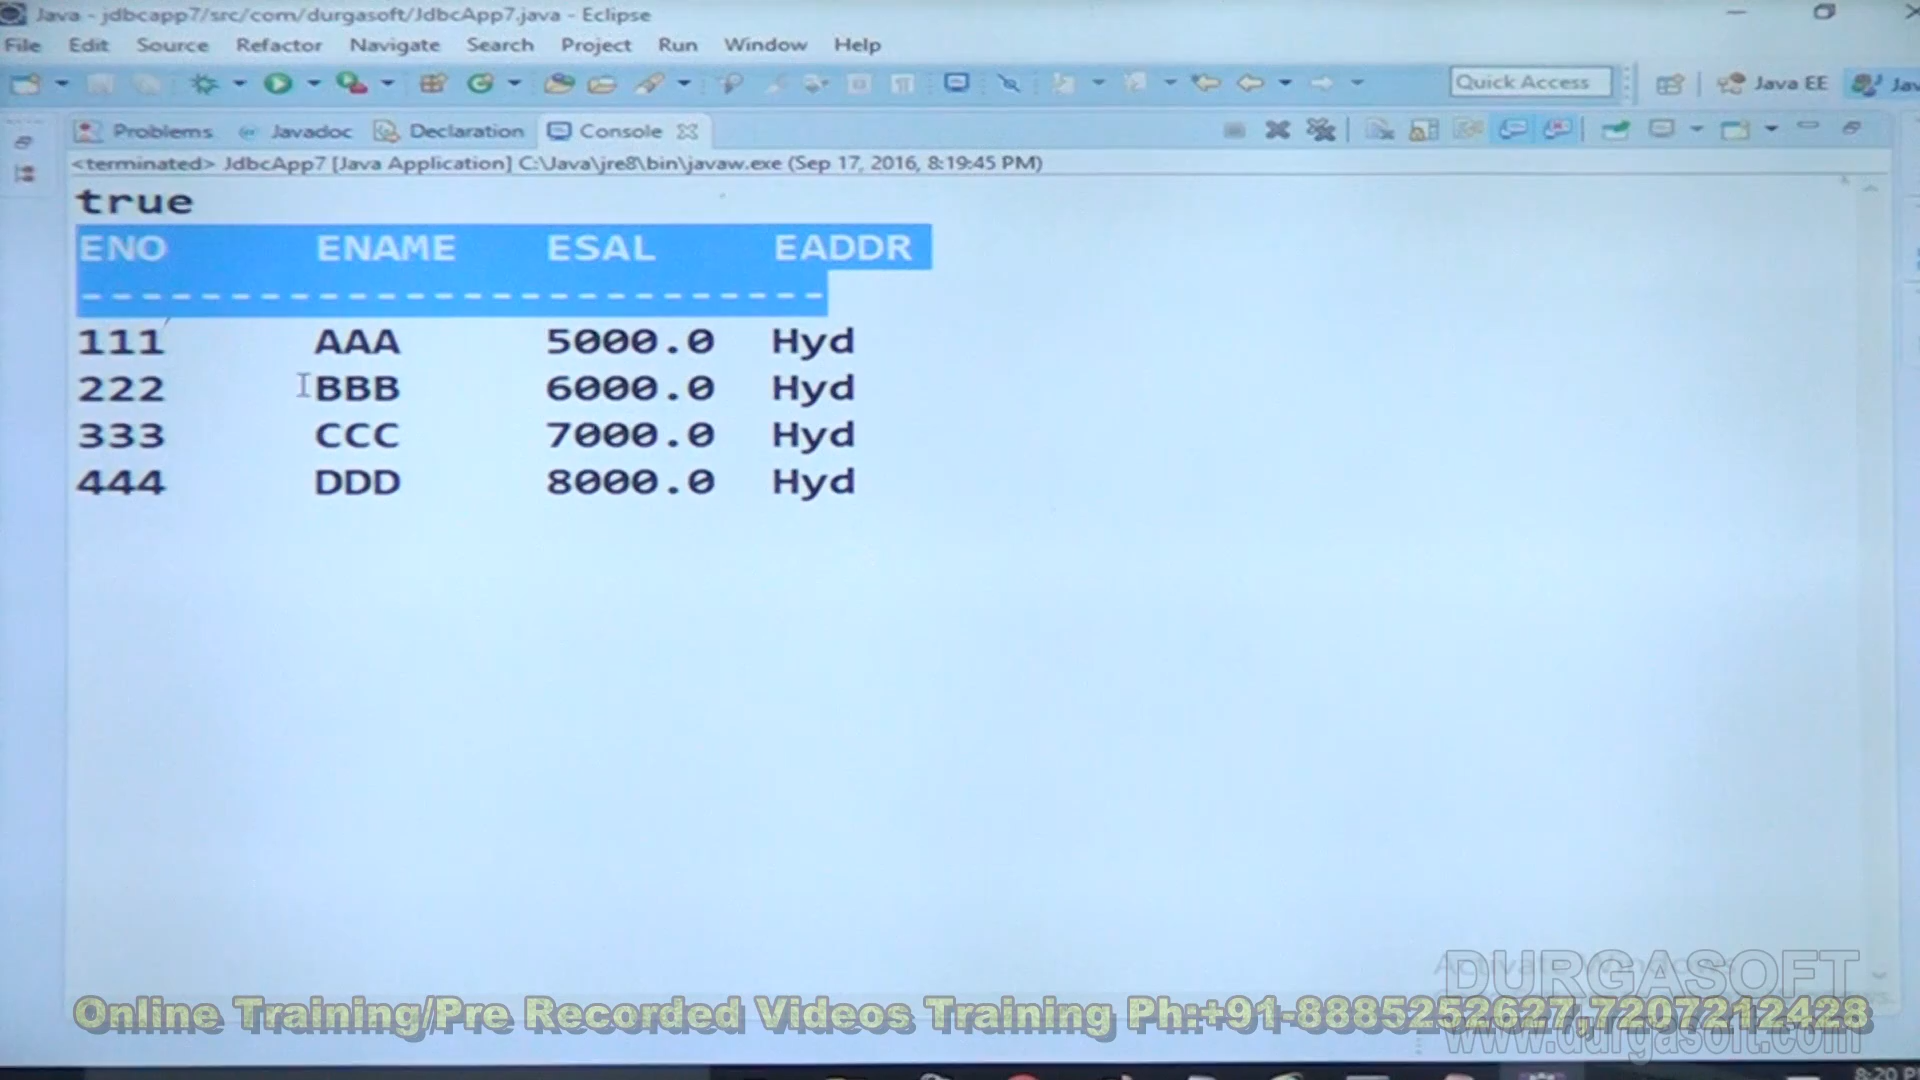 Java - jdbcapp7/src/com/durgasoft/JdbcApp7.java - Eclipse
File Edit Source Refactor Navigate Search Project Run Window Help
Quick Access Java EE
Problems Javadoc Declaration Console
<terminated> JdbcApp7 [Java Application] C:\Java\jre8\bin\javaw.exe (Sep 17, 2016, 8:19:45 PM)
true
ENO ENAME ESAL EADDR
-------------------------
111 AAA 5000.0 Hyd
222 BBB 6000.0 Hyd
333 CCC 7000.0 Hyd
444 DDD 8000.0 Hyd
DURGASOFT
Online Training/Pre Recorded Videos Training Ph:+91-8885252627,7207212428
www.durgasoft.com
8:20